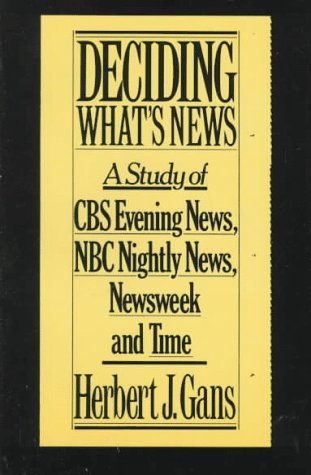 DECIDING
WHAT'S NEWS
A Study of
CBS Evening News,
NBC Nightly News,
Newsweek
and Time
Herbert J. Gans